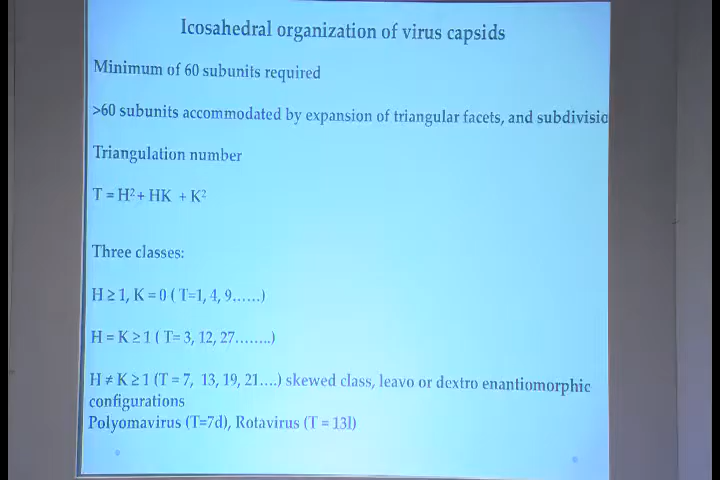 Icosahedral organization of virus capsids
Minimum of 60 subunits required
>60 subunits accommodated by expansion of triangular facets, and subdivisio
Triangulation number
T = H² + HK + K²
Three classes:
H ≥ 1, K = 0 ( T=1, 4, 9......)
H = K ≥ 1 ( T= 3, 12, 27........)
H ≠ K ≥ 1 (T = 7, 13, 19, 21....) skewed class, leavo or dextro enantiomorphic
configurations
Polyomavirus (T=7d), Rotavirus (T = 13l)